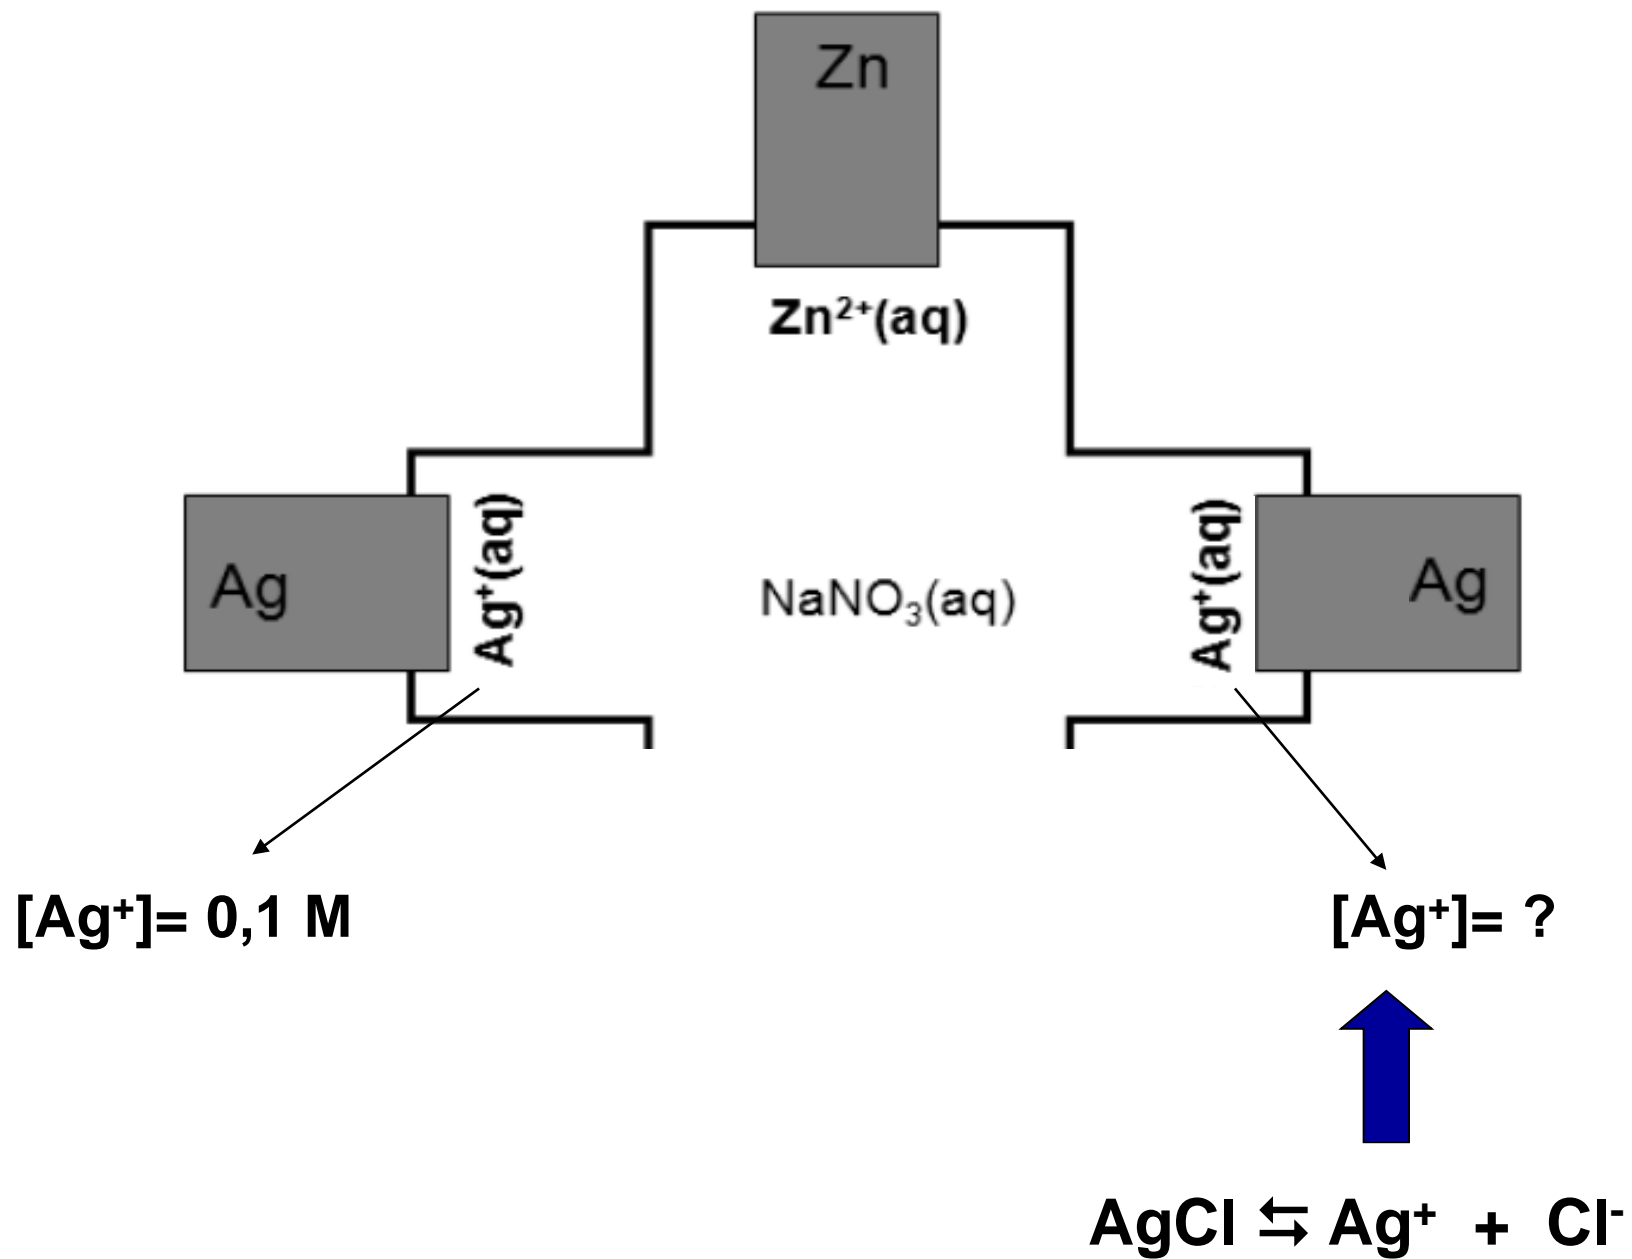 Zn
Zn²⁺(aq)
Ag
Ag⁺(aq)
NaNO₃(aq)
Ag⁺(aq)
Ag
[Ag⁺]= 0,1 M
[Ag⁺]= ?
AgCl ⇆ Ag⁺ + Cl⁻